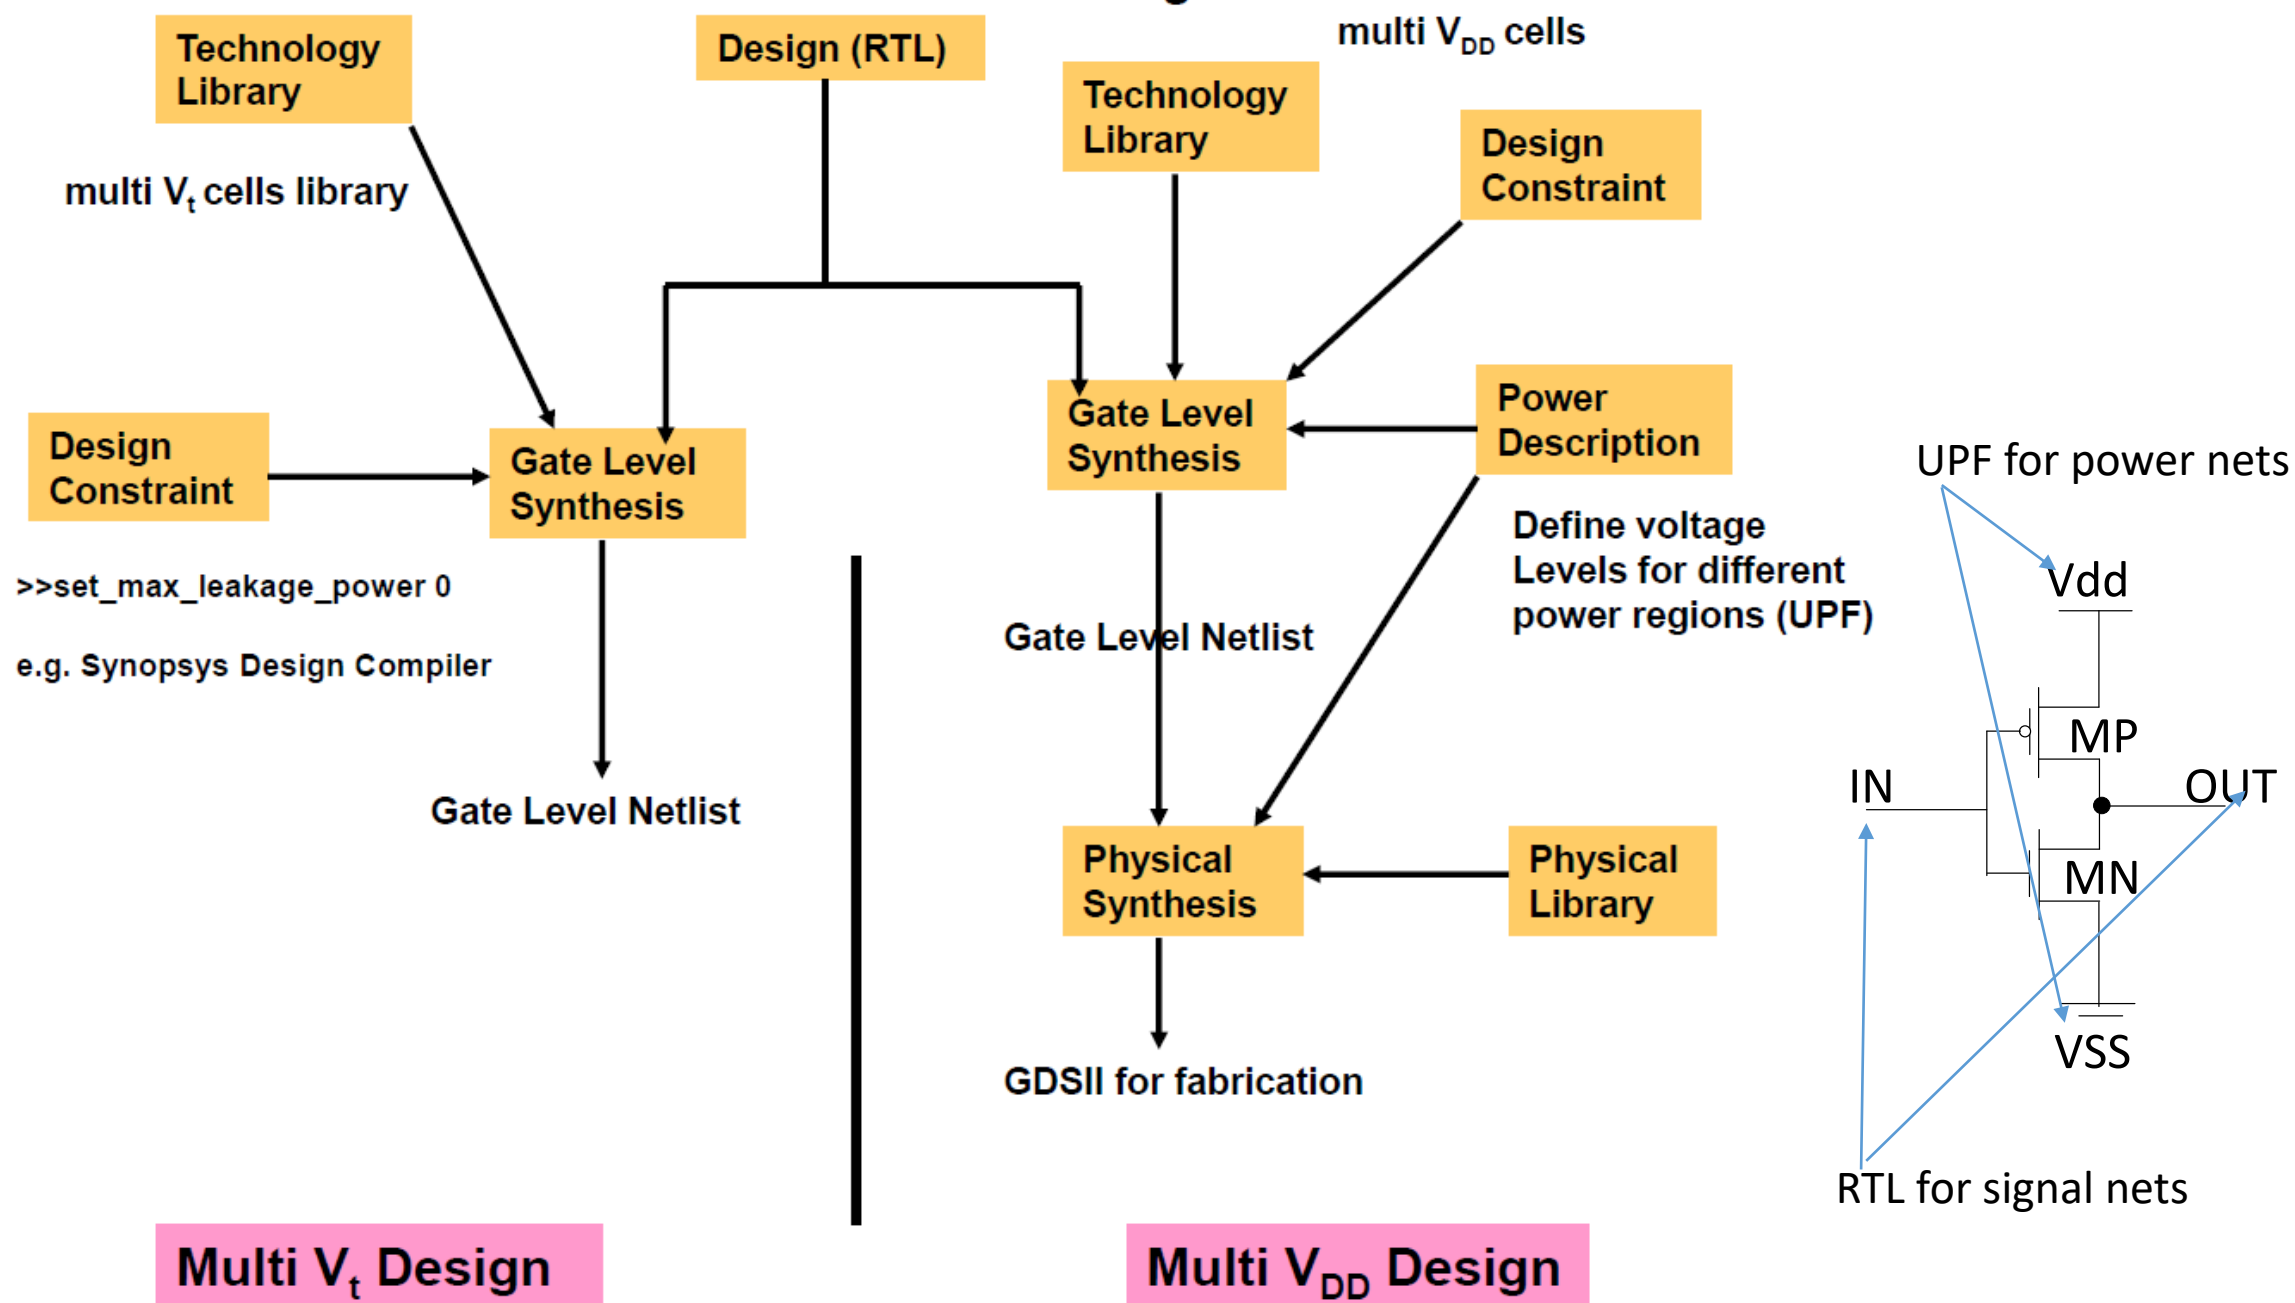 Technology
Library
Design (RTL)
multi VDD cells
Technology
Library
Design
Constraint
multi Vt cells library
Design
Constraint
Gate Level
Synthesis
Gate Level
Synthesis
Power
Description
UPF for power nets
>>set_max_leakage_power 0
e.g. Synopsys Design Compiler
Define voltage
Levels for different
power regions (UPF)
Gate Level Netlist
Gate Level Netlist
Vdd
MP
IN
OUT
MN
VSS
Physical
Synthesis
Physical
Library
GDSII for fabrication
RTL for signal nets
Multi Vt Design
Multi VDD Design